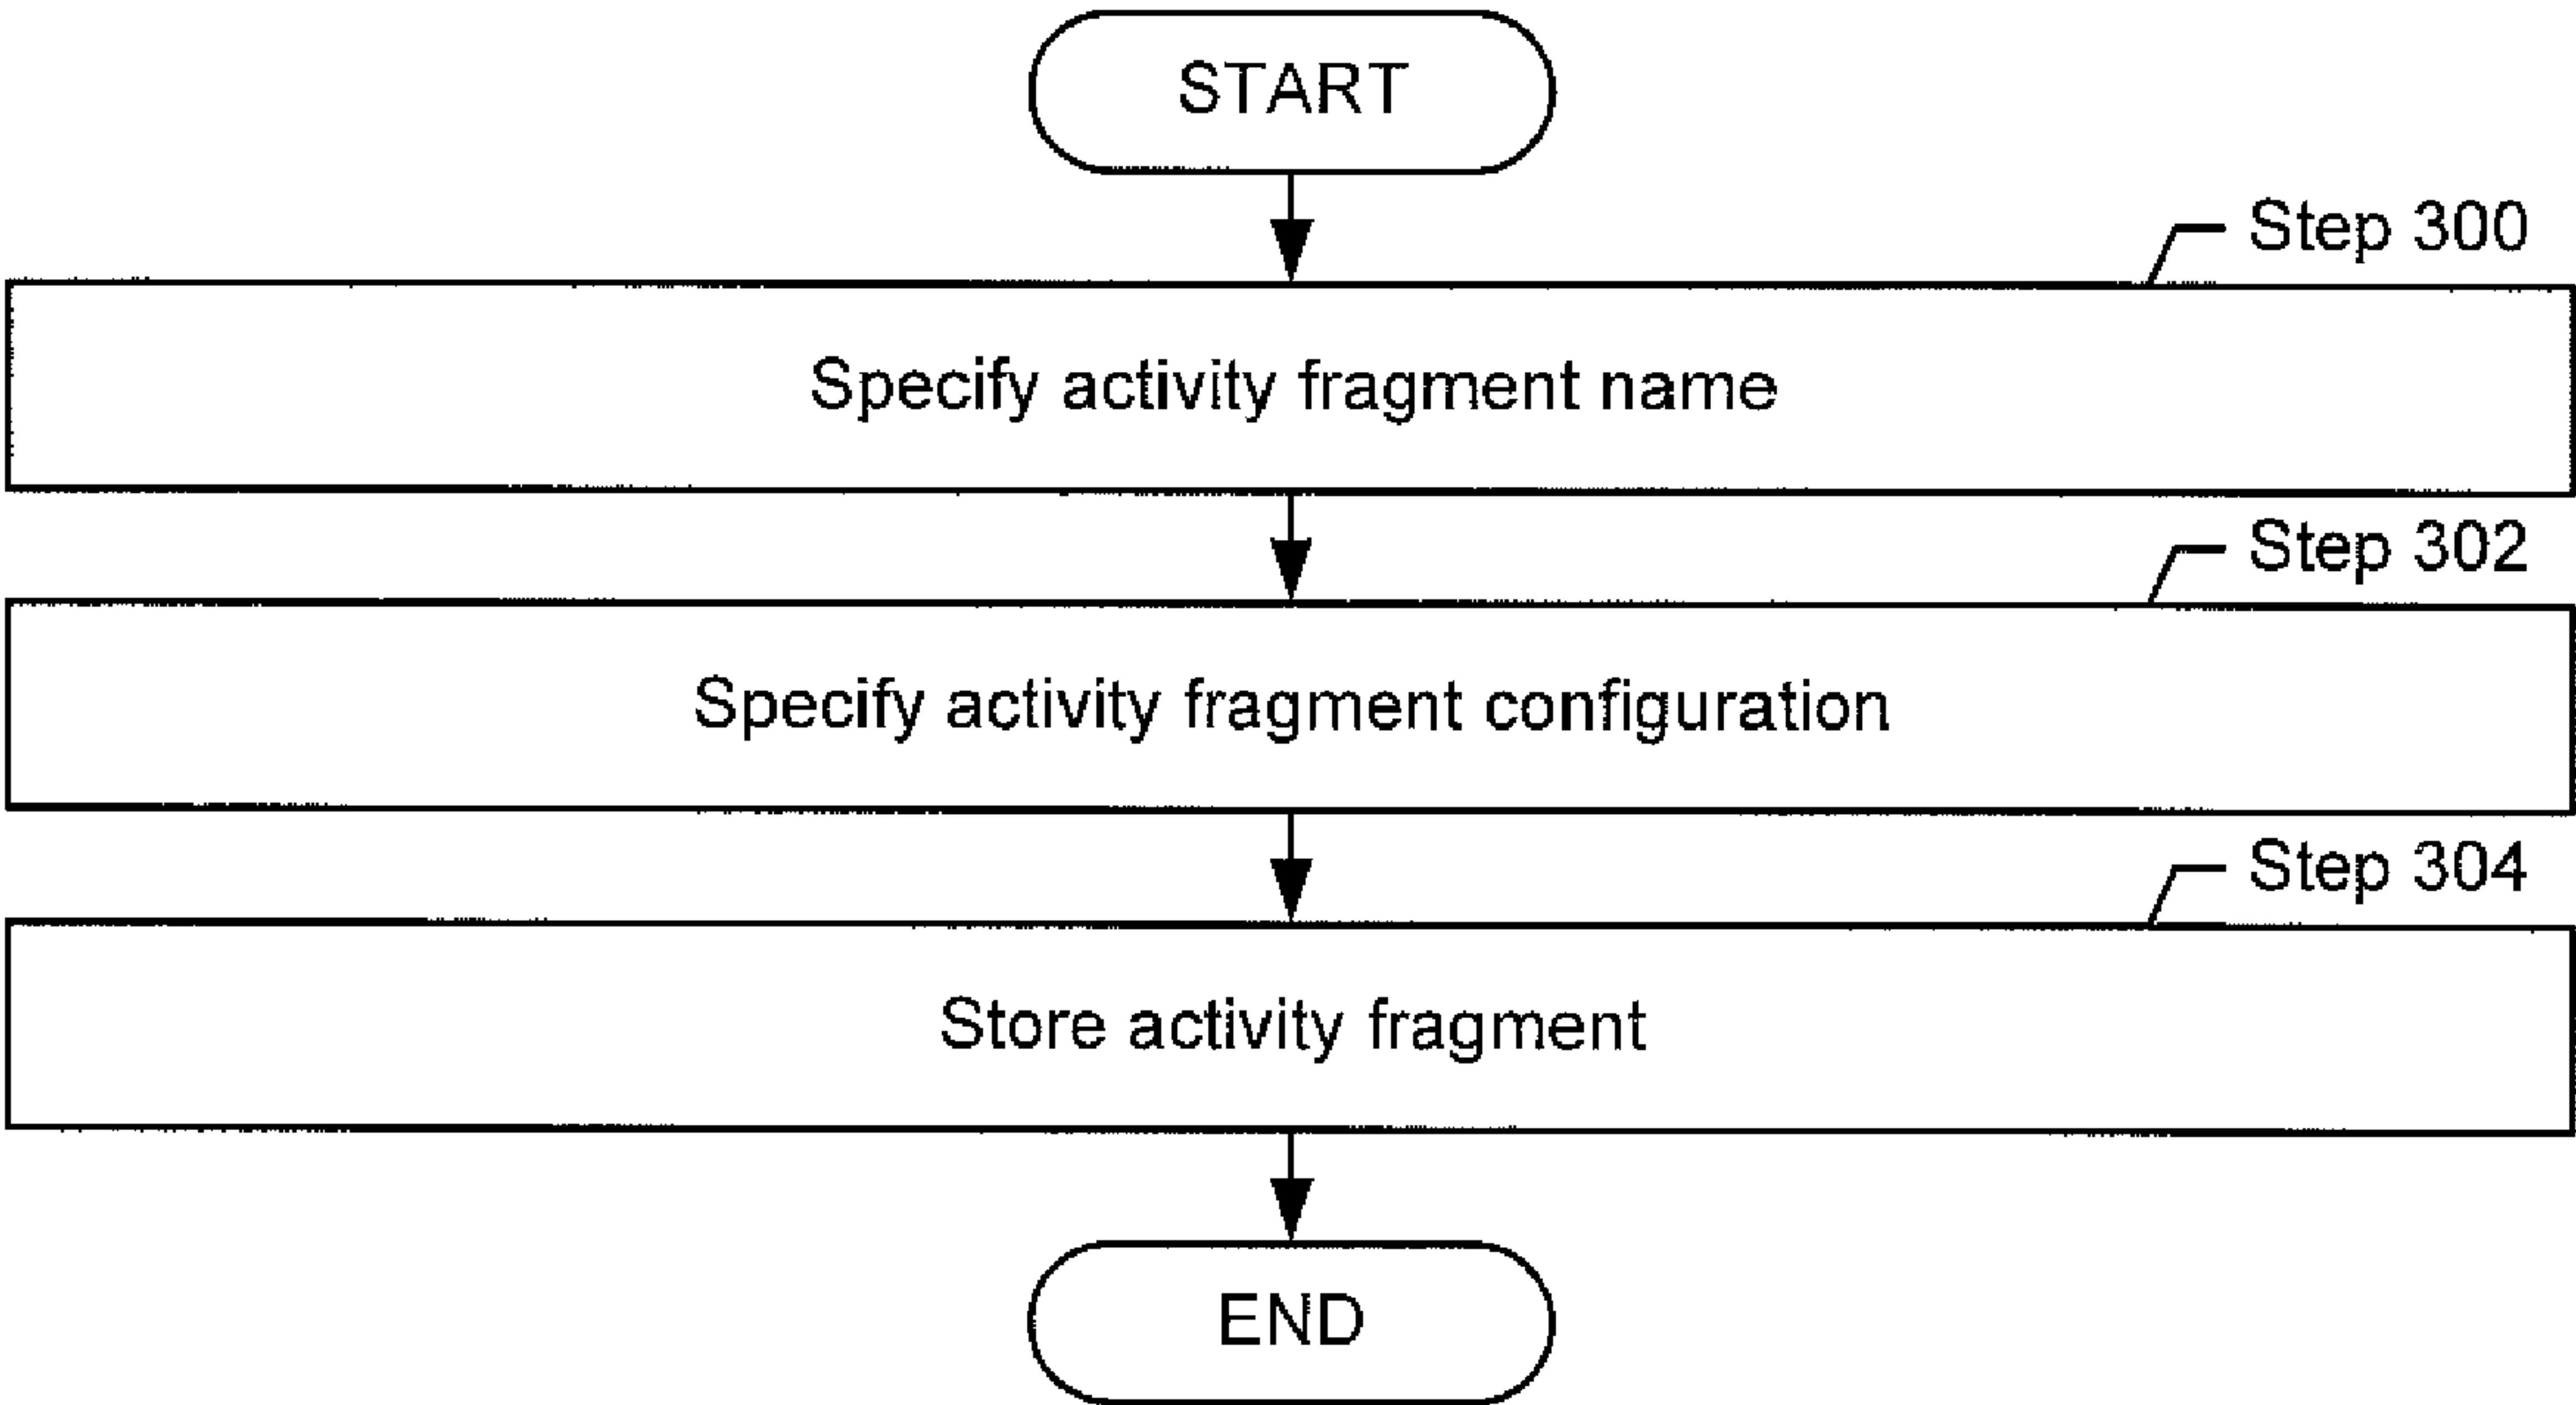 START
Step 300
Specify activity fragment name
Step 302
Specify activity fragment configuration
Step 304
Store activity fragment
END